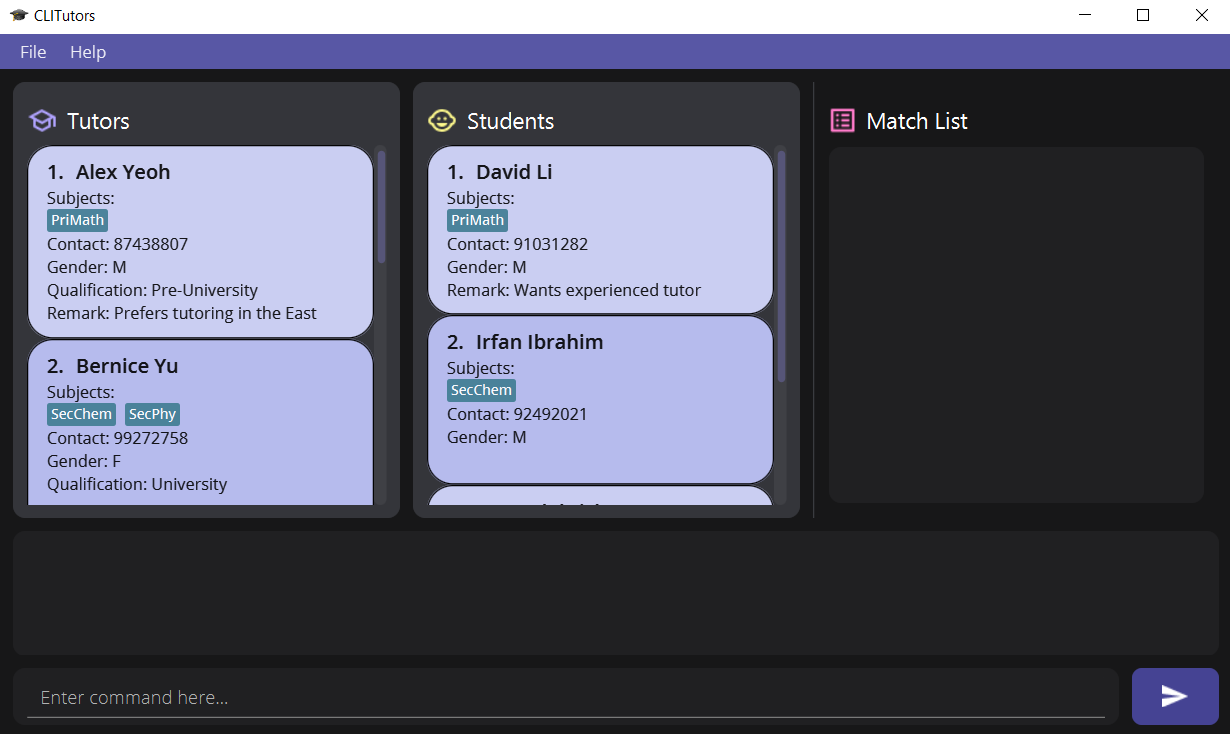 CLITutors
File Help
Tutors
1. Alex Yeoh
Subjects:
PriMath
Contact: 87438807
Gender: M
Qualification: Pre-University
Remark: Prefers tutoring in the East
2. Bernice Yu
Subjects:
SecChem SecPhy
Contact: 99272758
Gender: F
Qualification: University
Students
1. David Li
Subjects:
PriMath
Contact: 91031282
Gender: M
Remark: Wants experienced tutor
2. Irfan Ibrahim
Subjects:
SecChem
Contact: 92492021
Gender: M
Match List
Enter command here...